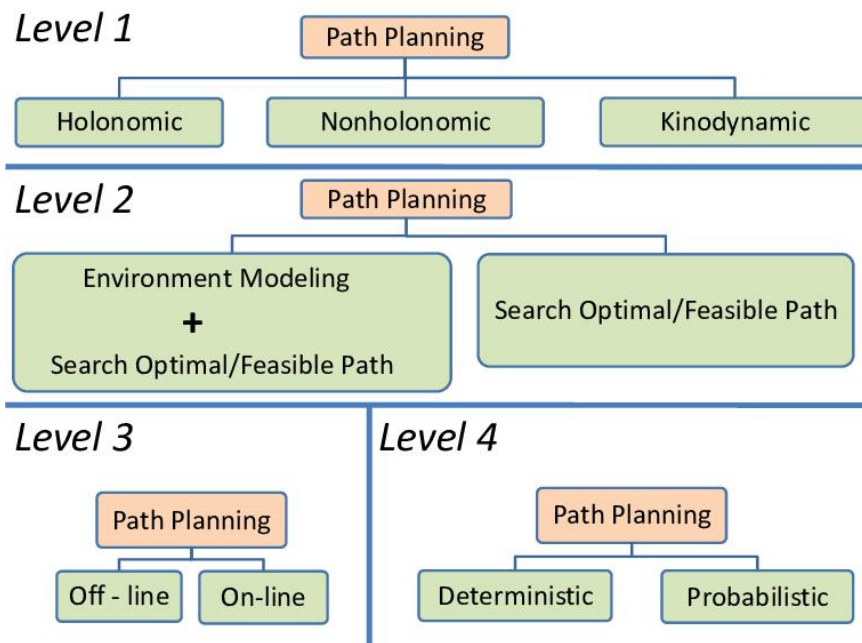 Level 1
Path Planning
Holonomic
Nonholonomic
Kinodynamic
Level 2
Path Planning
Environment Modeling
+
Search Optimal/Feasible Path
Search Optimal/Feasible Path
Level 3
Path Planning
Off - line
On-line
Level 4
Path Planning
Deterministic
Probabilistic